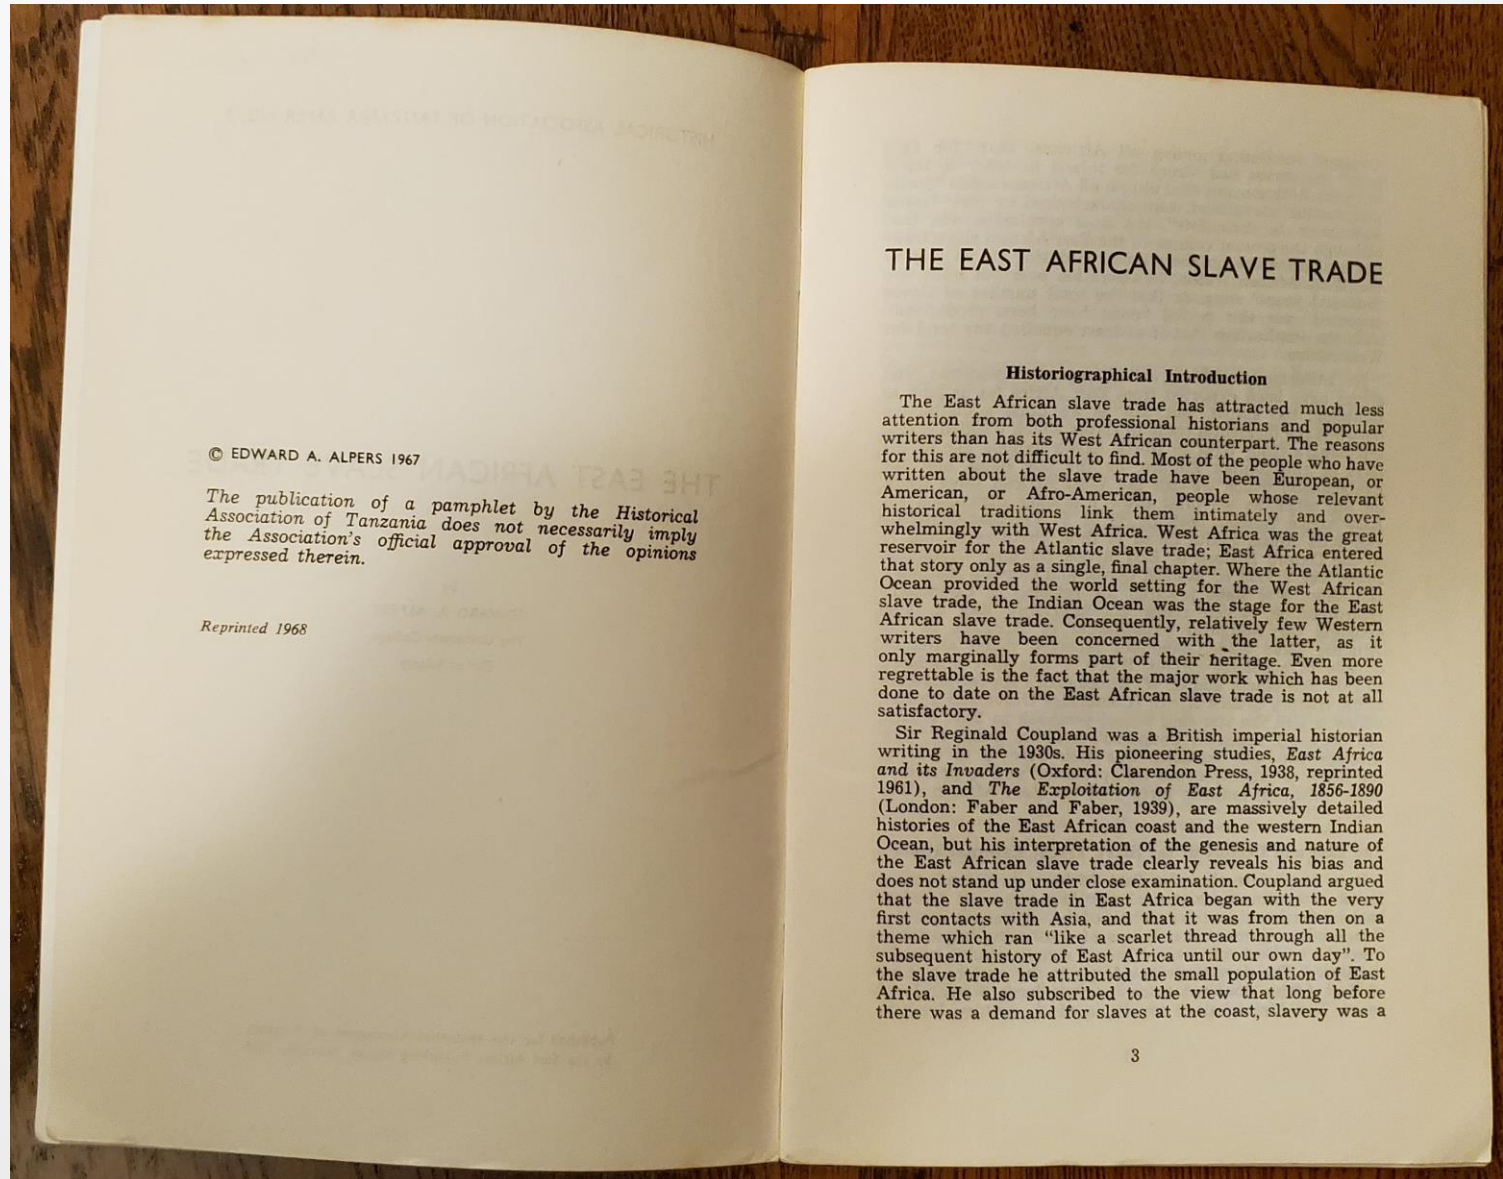 © EDWARD A. ALPERS 1967
The publication of a pamphlet by the Historical
Association of Tanzania does not necessarily imply
the Association's official approval of the opinions
expressed therein.
Reprinted 1968
THE EAST AFRICAN SLAVE TRADE
Historiographical Introduction
The East African slave trade has attracted much less
attention from both professional historians and popular
writers than has its West African counterpart. The reasons
for this are not difficult to find. Most of the people who have
written about the slave trade have been European, or
American, or Afro-American, people whose relevant
historical traditions link them intimately and over-
whelmingly with West Africa. West Africa was the great
reservoir for the Atlantic slave trade; East Africa entered
that story only as a single, final chapter. Where the Atlantic
Ocean provided the world setting for the West African
slave trade, the Indian Ocean was the stage for the East
African slave trade. Consequently, relatively few Western
writers have been concerned with the latter, as it
only marginally forms part of their heritage. Even more
regrettable is the fact that the major work which has been
done to date on the East African slave trade is not at all
satisfactory.
Sir Reginald Coupland was a British imperial historian
writing in the 1930s. His pioneering studies, East Africa
and its Invaders (Oxford: Clarendon Press, 1938, reprinted
1961), and The Exploitation of East Africa, 1856-1890
(London: Faber and Faber, 1939), are massively detailed
histories of the East African coast and the western Indian
Ocean, but his interpretation of the genesis and nature of
the East African slave trade clearly reveals his bias and
does not stand up under close examination. Coupland argued
that the slave trade in East Africa began with the very
first contacts with Asia, and that it was from then on a
theme which ran "like a scarlet thread through all the
subsequent history of East Africa until our own day". To
the slave trade he attributed the small population of East
Africa. He also subscribed to the view that long before
there was a demand for slaves at the coast, slavery was a
3